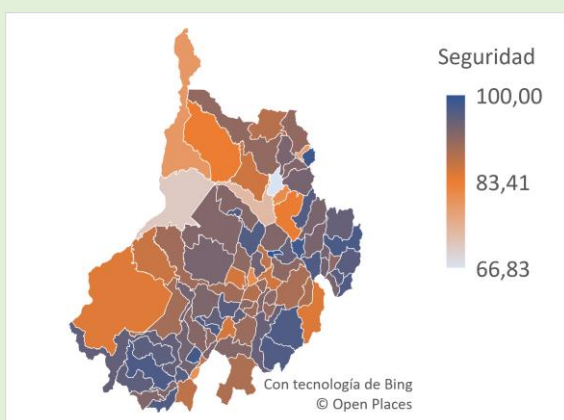 Seguridad
100,00
83,41
66,83
Con tecnología de Bing
© Open Places